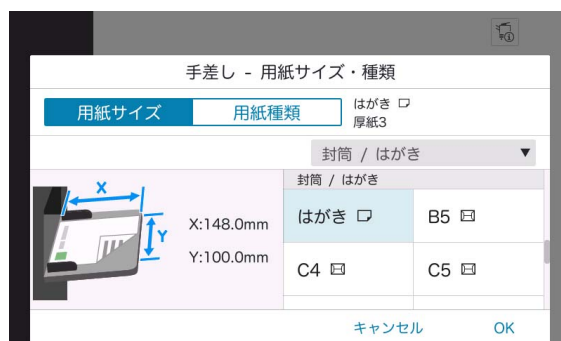 手差し - 用紙サイズ・種類
用紙サイズ
用紙種類
はがき
厚紙3
封筒 / はがき
封筒 / はがき
X
Y
X:148.0mm
Y:100.0mm
はがき
B5
C4
C5
キャンセル
OK